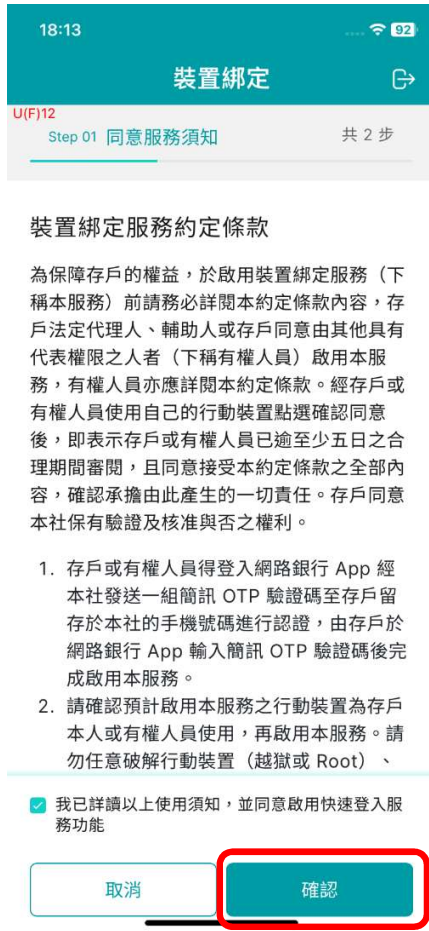 18:13
92
裝置綁定
U(F)12
Step 01 同意服務須知
共 2 步
裝置綁定服務約定條款
為保障存戶的權益，於啟用裝置綁定服務（下
稱本服務）前請務必詳閱本約定條款內容，存
戶法定代理人、輔助人或存戶同意由其他具有
代表權限之人者（下稱有權人員）啟用本服
務，有權人員亦應詳閱本約定條款。經存戶或
有權人員使用自己的行動裝置點選確認同意
後，即表示存戶或有權人員已逾至少五日之合
理期間審閱，且同意接受本約定條款之全部內
容，確認承擔由此產生的一切責任。存戶同意
本社保有驗證及核准與否之權利。
1. 存戶或有權人員得登入網路銀行 App 經
本社發送一組簡訊 OTP 驗證碼至存戶留
存於本社的手機號碼進行認證，由存戶於
網路銀行 App 輸入簡訊 OTP 驗證碼後完
成啟用本服務。
2. 請確認預計啟用本服務之行動裝置為存戶
本人或有權人員使用，再啟用本服務。請
勿任意破解行動裝置（越獄或 Root）、
我已詳讀以上使用須知，並同意啟用快速登入服
務功能
取消
確認